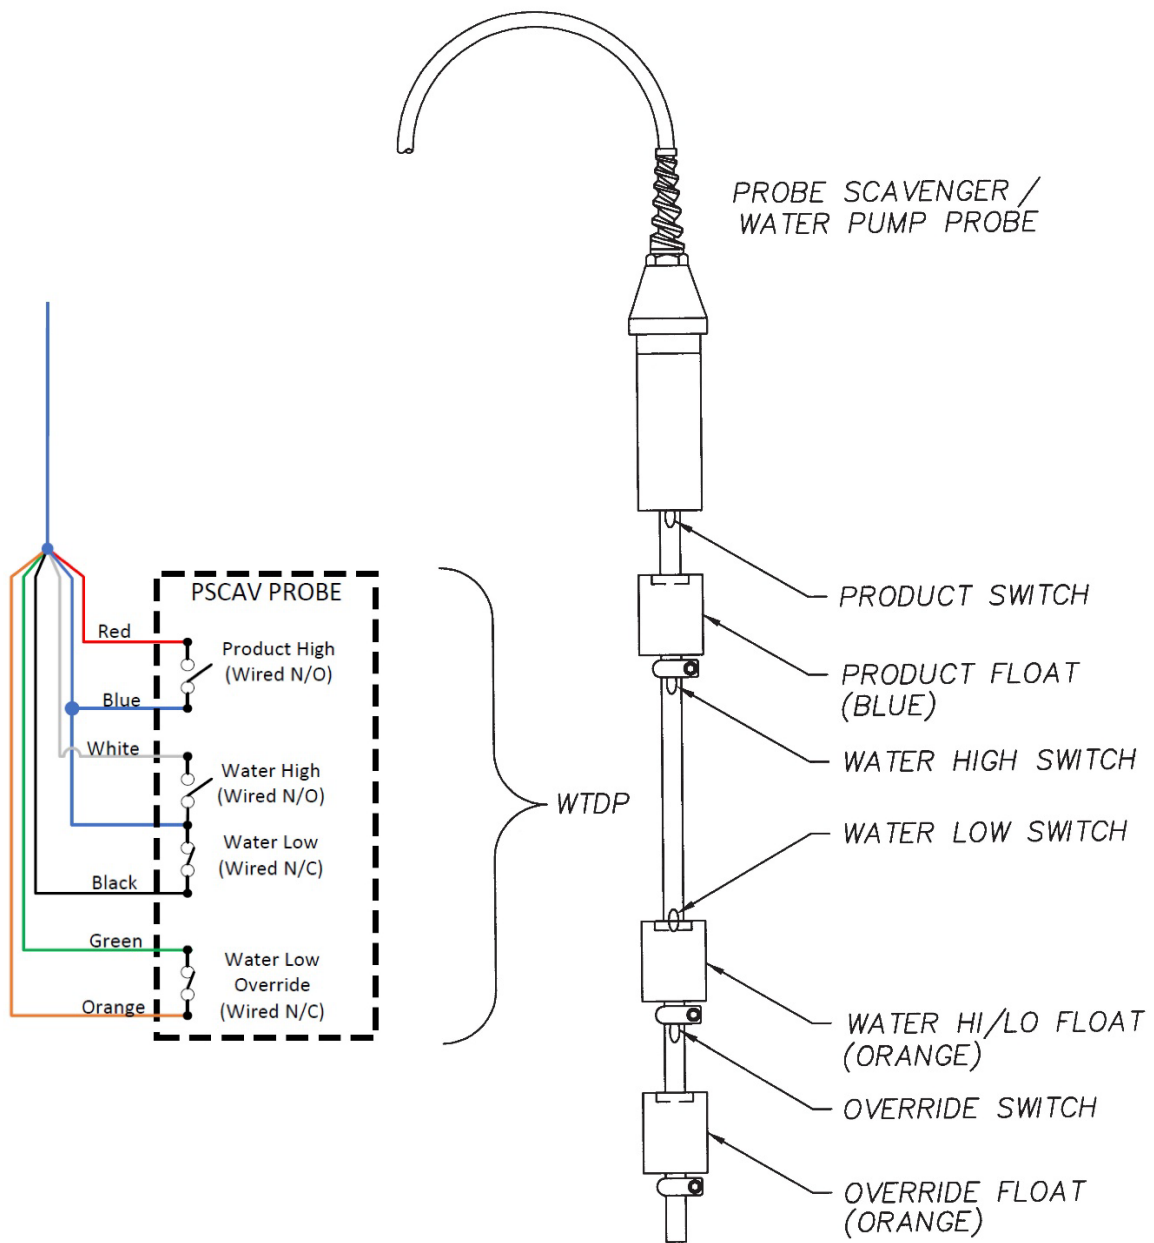 PROBE SCAVENGER /
WATER PUMP PROBE
PSCAV PROBE
Red
Product High
(Wired N/O)
Blue
White
Water High
(Wired N/O)
Water Low
(Wired N/C)
Black
Green
Water Low
Override
(Wired N/C)
Orange
WTDP
PRODUCT SWITCH
PRODUCT FLOAT
(BLUE)
WATER HIGH SWITCH
WATER LOW SWITCH
WATER HI/LO FLOAT
(ORANGE)
OVERRIDE SWITCH
OVERRIDE FLOAT
(ORANGE)